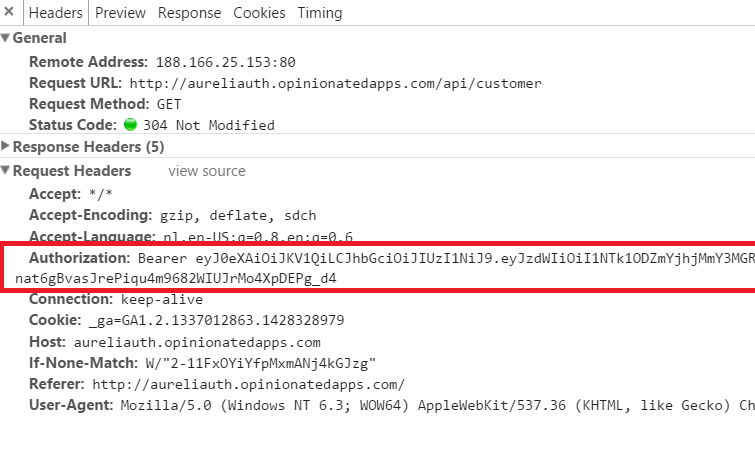 × Headers Preview Response Cookies Timing
▼General
Remote Address: 188.166.25.153:80
Request URL: http://aureliauth.opinionatedapps.com/api/customer
Request Method: GET
Status Code: 304 Not Modified
▶Response Headers (5)
▼Request Headers view source
Accept: */*
Accept-Encoding: gzip, deflate, sdch
Accept-Language: nl,en-US;q=0.8,en;q=0.6
Authorization: Bearer eyJ0eXAiOiJKV1QiLCJhbGciOiJIUzI1NiJ9.eyJzdWIiOiI1NTk1ODZmYjhjMmY3MGR
nat6gBvasJrePiqu4m9682WIUJrMo4XpDEPg_d4
Connection: keep-alive
Cookie: _ga=GA1.2.1337012863.1428328979
Host: aureliauth.opinionatedapps.com
If-None-Match: W/"2-11FxOYiYfpMxmANj4kGJzg"
Referer: http://aureliauth.opinionatedapps.com/
User-Agent: Mozilla/5.0 (Windows NT 6.3; WOW64) AppleWebKit/537.36 (KHTML, like Gecko) Ch